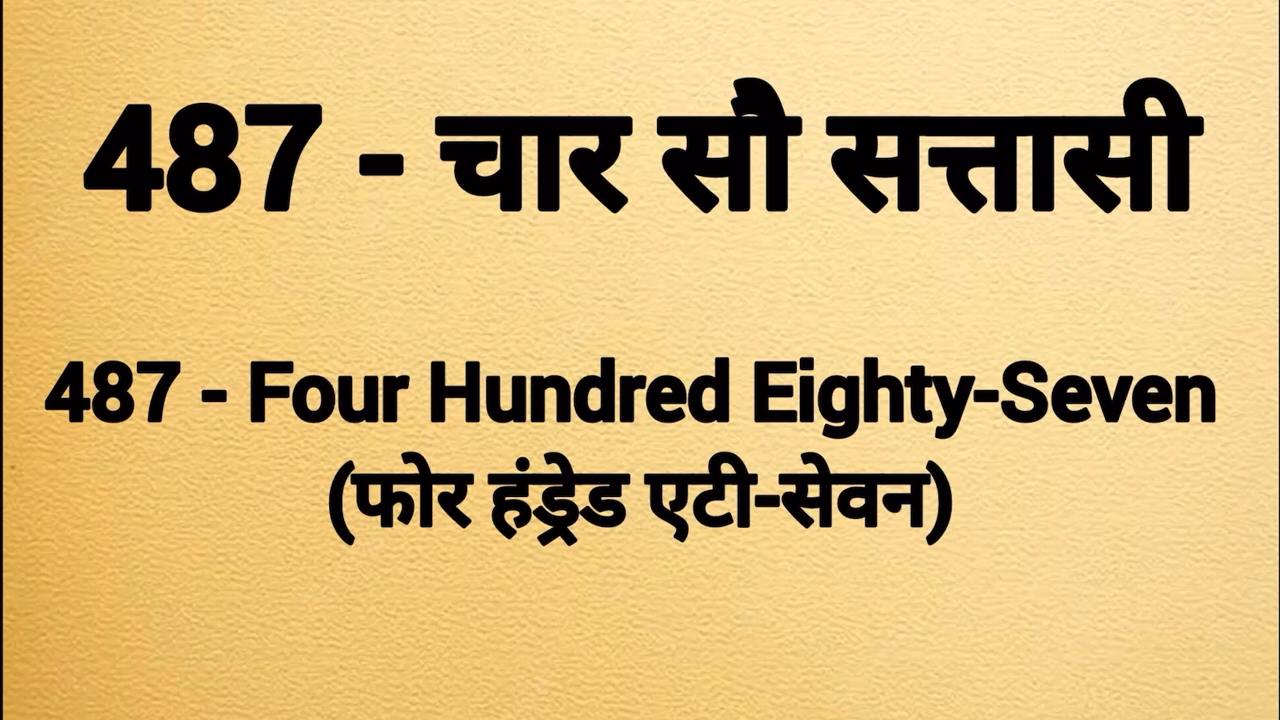 487 - चार सौ सत्तासी
487 - Four Hundred Eighty-Seven
(फोर हंड्रेड एटी-सेवन)